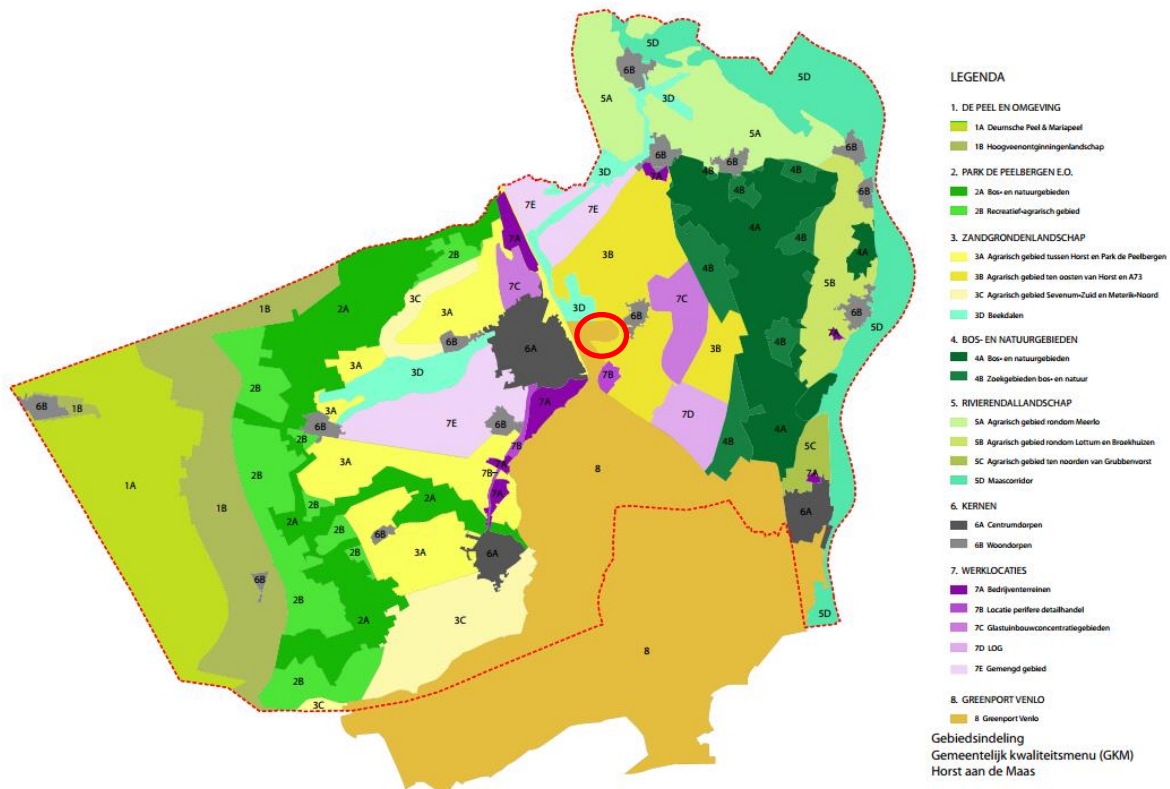 5D
6B
5D
5A
3D
5A
6B
6B
6B
3D
4B
4B
7A
4B
6B
7E
7E
4A
4B
7A
2B
3B
4A
4B
1B
2A
3C
7C
7C
5B
3A
3D
6B
6B
5D
7A
6B
6A
4B
3B
3A
3D
7B
2B
3A
7A
7D
6B
1B
6B
7E
6B
2B
4A
4B
5C
7B
3A
8
7A
1A
2B
7B
1B
7A
2A
6A
2B
2A
2B
6B
2B
3A
6A
6B
2B
5D
2A
3C
8
2B
3C
LEGENDA
1. DE PEEL EN OMGEVING
1A Deurnsche Peel & Mariapeel
1B Hoogveenontginningenlandschap
2. PARK DE PEELBERGEN E.O.
2A Bos- en natuurgebieden
2B Recreatief-agrarisch gebied
3. ZANDGRONDENLANDSCHAP
3A Agrarisch gebied tussen Horst en Park de Peelbergen
3B Agrarisch gebied ten oosten van Horst en A73
3C Agrarisch gebied Sevenum-Zuid en Meterik-Noord
3D Beekdalen
4. BOS- EN NATUURGEBIEDEN
4A Bos- en natuurgebieden
4B Zoekgebieden bos- en natuur
5. RIVIERENDALLANDSCHAP
5A Agrarisch gebied rondom Meerlo
5B Agrarisch gebied rondom Lottum en Broekhuizen
5C Agrarisch gebied ten noorden van Grubbenvorst
5D Maascorridor
6. KERNEN
6A Centrumdorpen
6B Woondorpen
7. WERKLOCATIES
7A Bedrijventerreinen
7B Locatie perifere detailhandel
7C Glastuinbouwconcentratiegebieden
7D LOG
7E Gemengd gebied
8. GREENPORT VENLO
8 Greenport Venlo
Gebiedsindeling
Gemeentelijk kwaliteitsmenu (GKM)
Horst aan de Maas